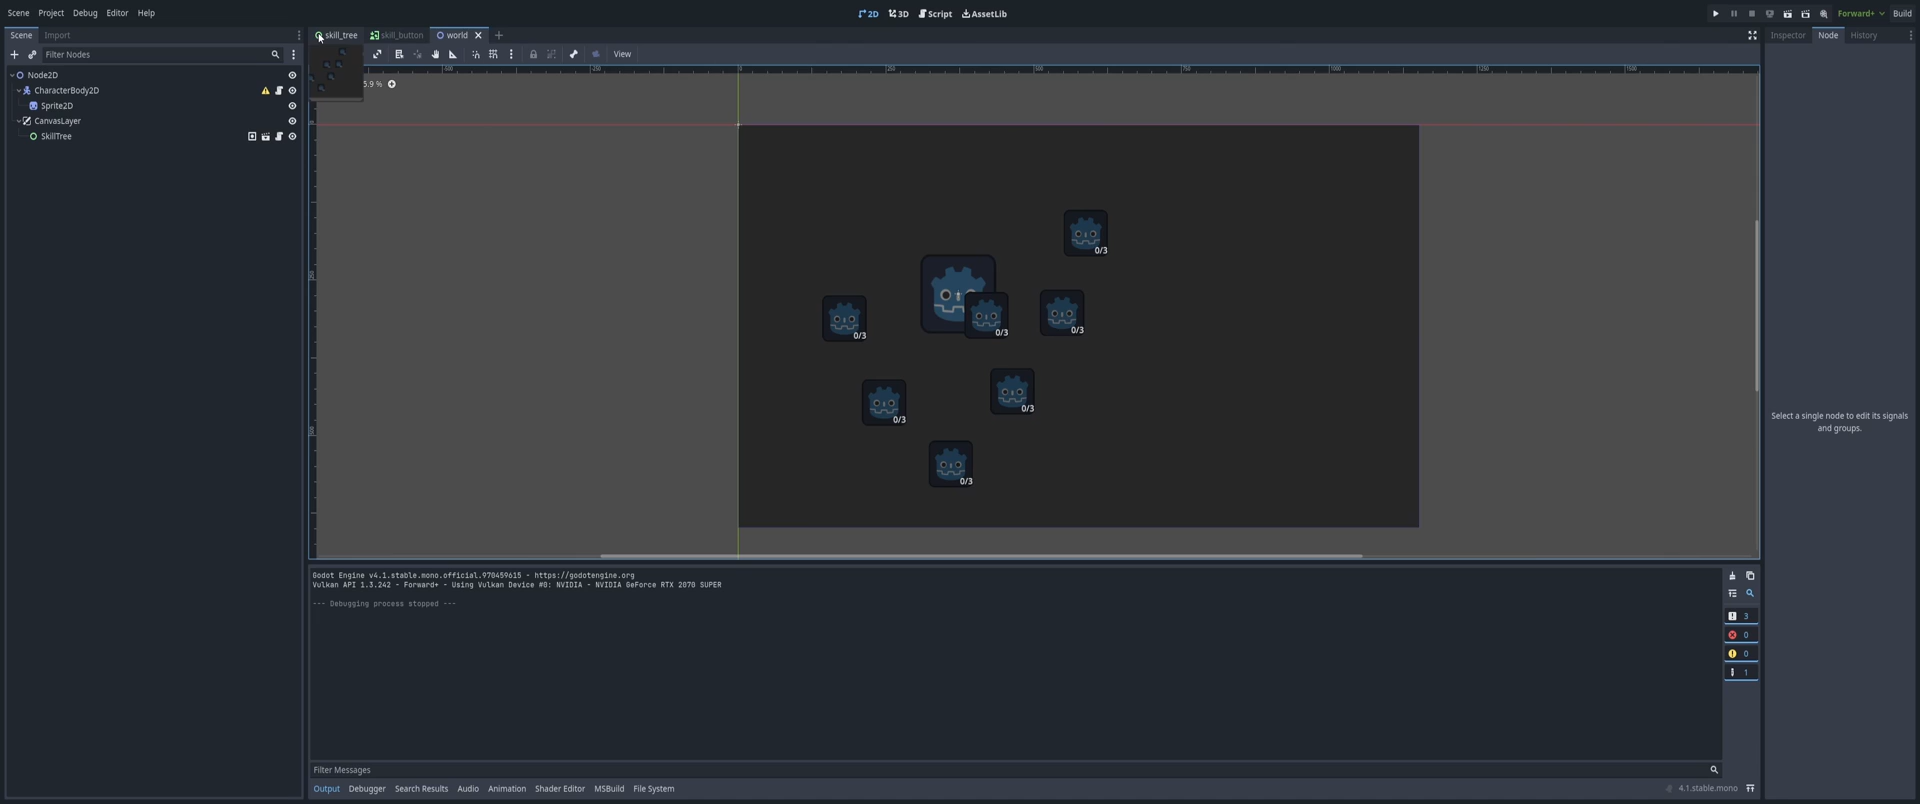 Scene Project Debug Editor Help
2D 3D Script AssetLib
Forward+ Build
Scene Import
skill_tree skill_button world
Inspector Node History
Filter Nodes
View
Node2D
CharacterBody2D
Sprite2D
CanvasLayer
SkillTree
5.9 %
0/3
0/3
0/3
0/3
0/3
0/3
0/3
Select a single node to edit its signals
and groups.
Godot Engine v4.1.stable.mono.official.970459615 - https://godotengine.org
Vulkan API 1.3.242 - Forward+ - Using Vulkan Device #0: NVIDIA - NVIDIA GeForce RTX 2070 SUPER
--- Debugging process stopped ---
3
0
0
1
Filter Messages
Output Debugger Search Results Audio Animation Shader Editor MSBuild File System
4.1.stable.mono